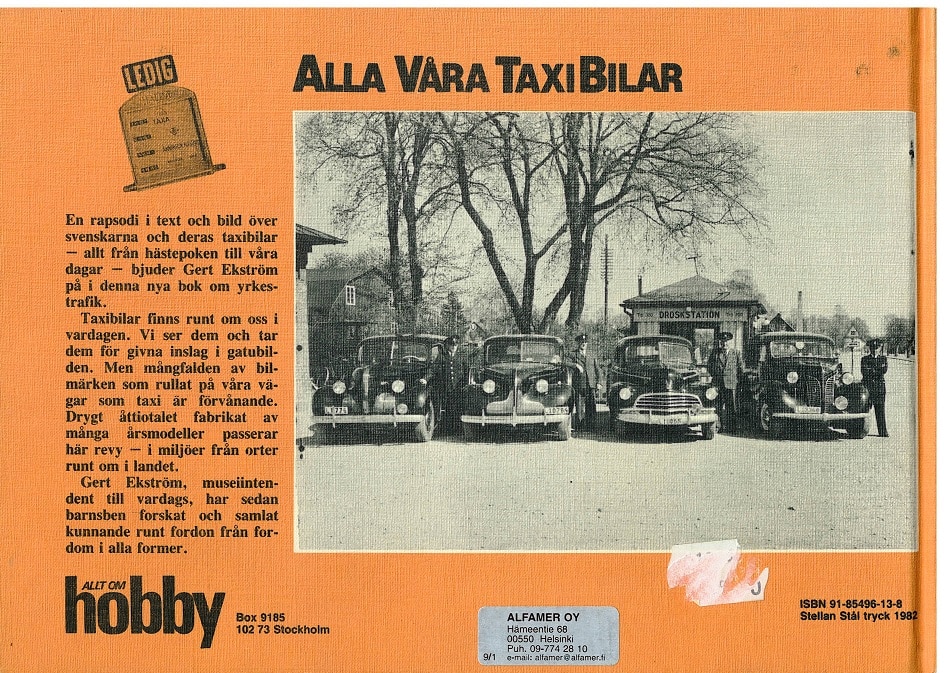 LEDIG
TAXA
ALLA VÅRA TAXIBILAR
En rapsodi i text och bild över
svenskarna och deras taxibilar
— allt från hästepoken till våra
dagar — bjuder Gert Ekström
på i denna nya bok om yrkes-
trafik.
Taxibilar finns runt om oss i
vardagen. Vi ser dem och tar
dem för givna inslag i gatubil-
den. Men mångfalden av bil-
märken som rullat på våra vä-
gar som taxi är förvånande.
Drygt åttiotalet fabrikat av
många årsmodeller passerar
här revy — i miljöer från orter
runt om i landet.
Gert Ekström, museiinten-
dent till vardags, har sedan
barnsben forskat och samlat
kunnande runt fordon från for-
dom i alla former.
DROSKSTATION
ALLT OM
hobby
Box 9185
102 73 Stockholm
ALFAMER OY
Hämeentie 68
00550 Helsinki
Puh. 09-774 28 10
9/1 e-mail: alfamer@alfamer.fi
J
ISBN 91-85496-13-8
Stellan Stål tryck 1982